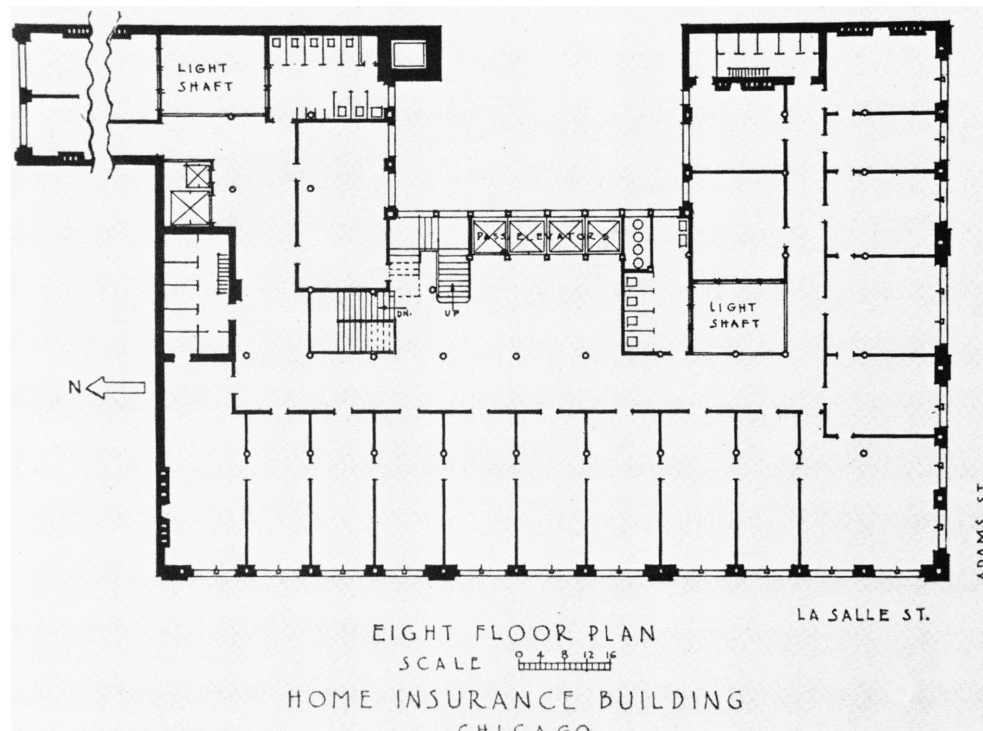 LIGHT
SHAFT
PASS. ELEVATORS
LIGHT
SHAFT
DN.
UP
N
ADAMS ST.
LA SALLE ST.
EIGHT FLOOR PLAN
SCALE 0 4 8 12 16
HOME INSURANCE BUILDING
CHICAGO